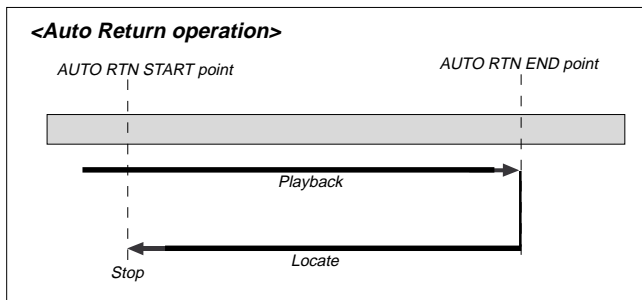 <Auto Return operation>
AUTO RTN START point
AUTO RTN END point
Playback
Locate
Stop